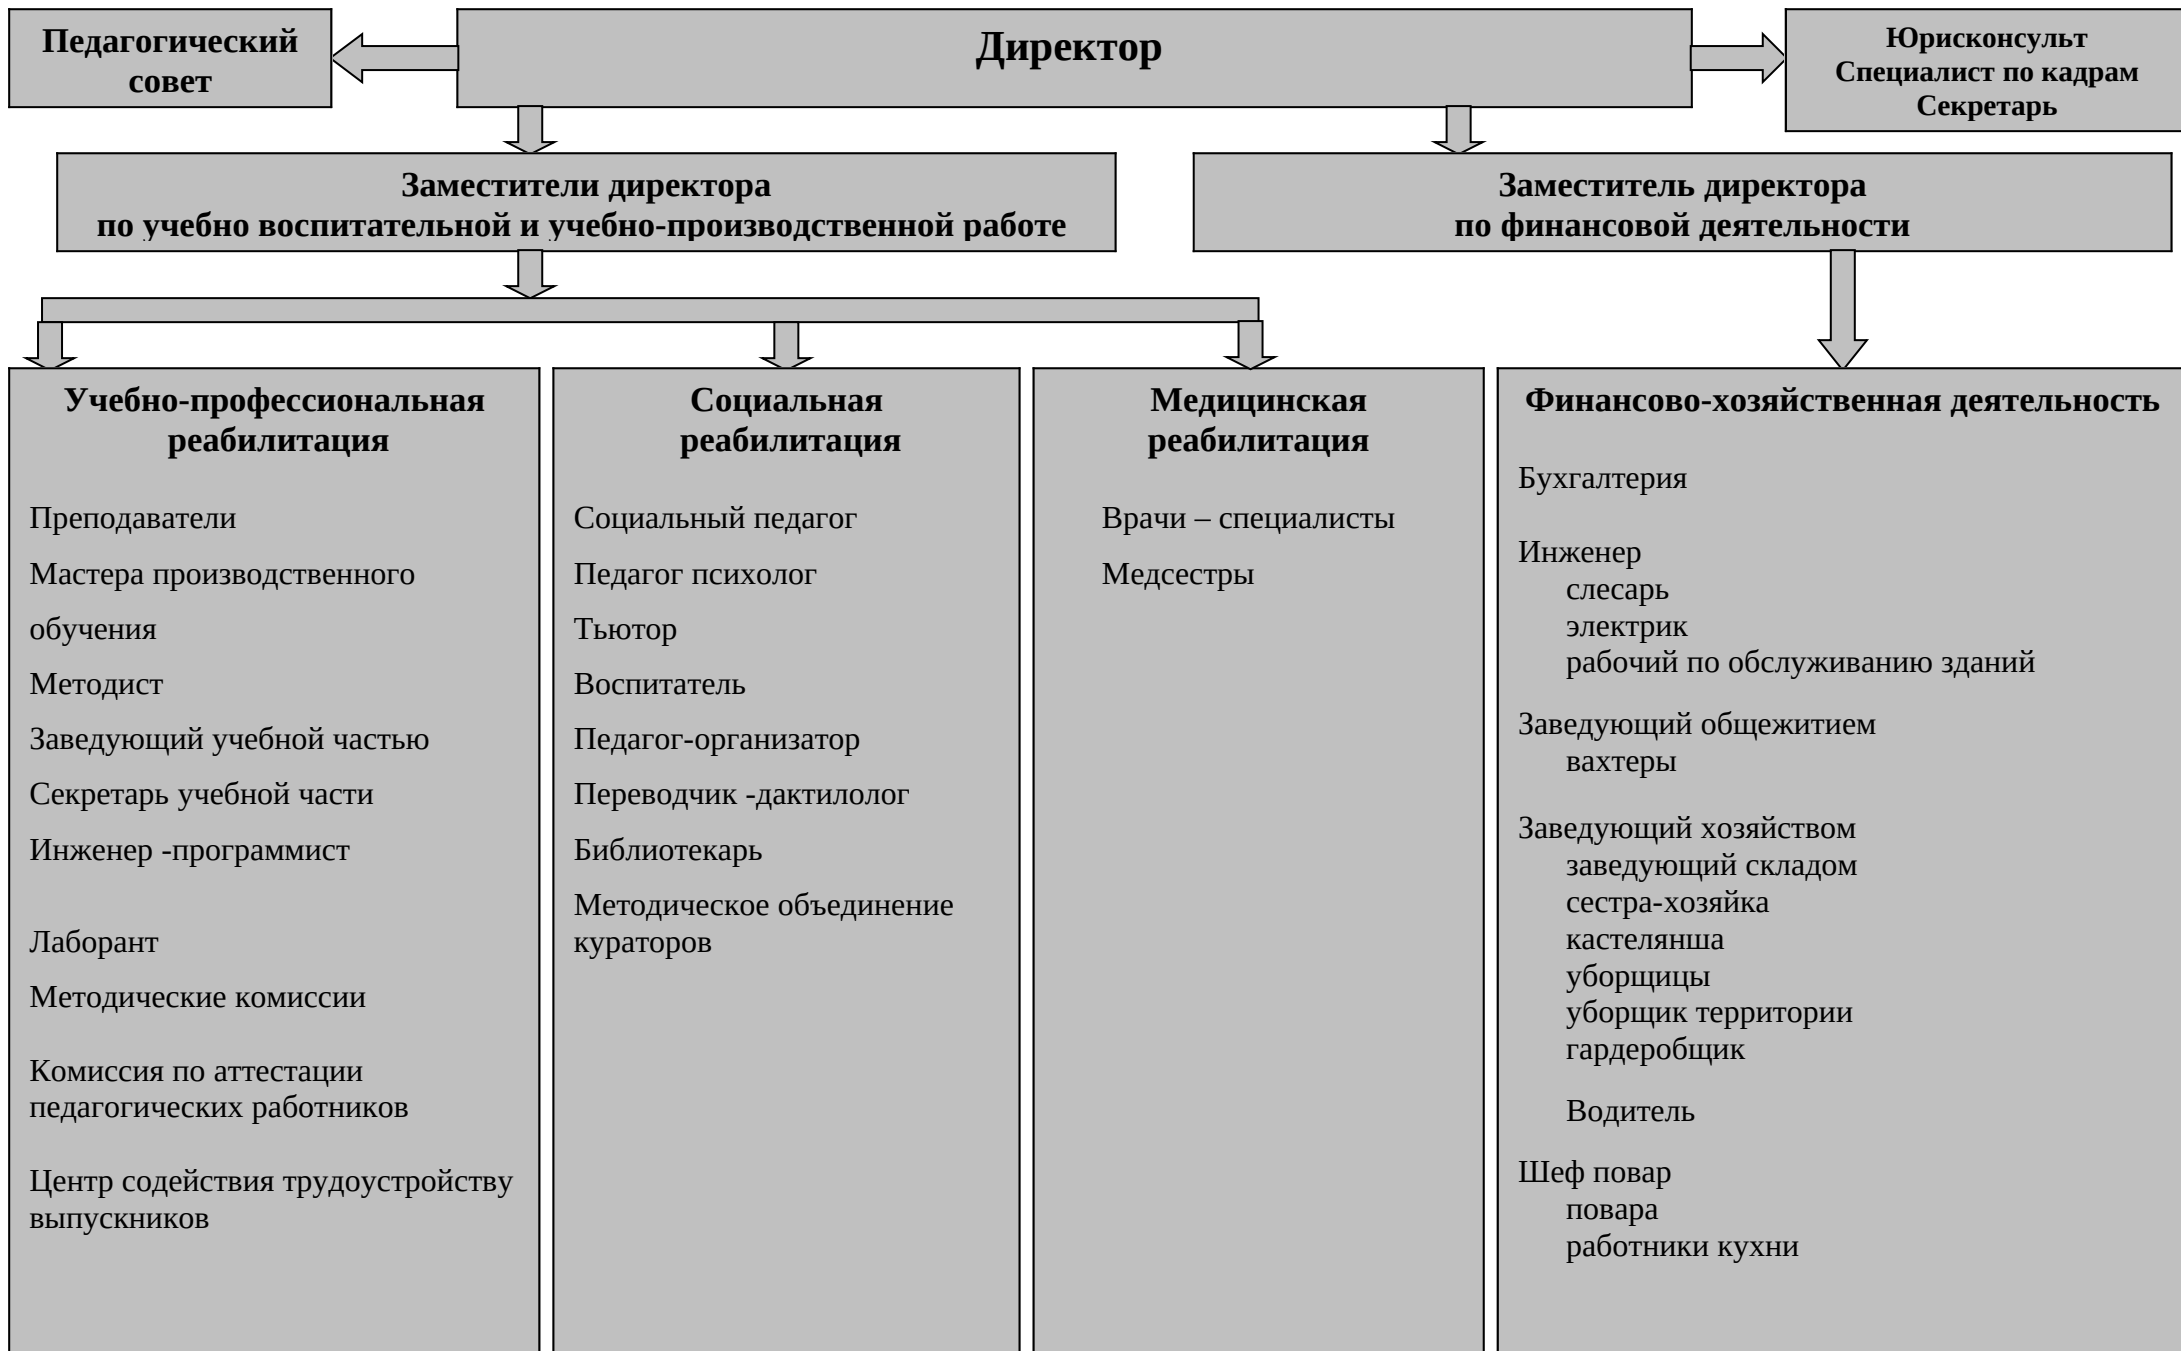 Педагогический
совет
Директор
Юрисконсульт
Специалист по кадрам
Секретарь
Заместители директора
по учебно воспитательной и учебно-производственной работе
Заместитель директора
по финансовой деятельности
Учебно-профессиональная
реабилитация
Преподаватели
Мастера производственного
обучения
Методист
Заведующий учебной частью
Секретарь учебной части
Инженер -программист
Лаборант
Методические комиссии
Комиссия по аттестации
педагогических работников
Центр содействия трудоустройству
выпускников
Социальная
реабилитация
Социальный педагог
Педагог психолог
Тьютор
Воспитатель
Педагог-организатор
Переводчик -дактилолог
Библиотекарь
Методическое объединение
кураторов
Медицинская
реабилитация
Врачи – специалисты
Медсестры
Финансово-хозяйственная деятельность
Бухгалтерия
Инженер
слесарь
электрик
рабочий по обслуживанию зданий
Заведующий общежитием
вахтеры
Заведующий хозяйством
заведующий складом
сестра-хозяйка
кастелянша
уборщицы
уборщик территории
гардеробщик
Водитель
Шеф повар
повара
работники кухни